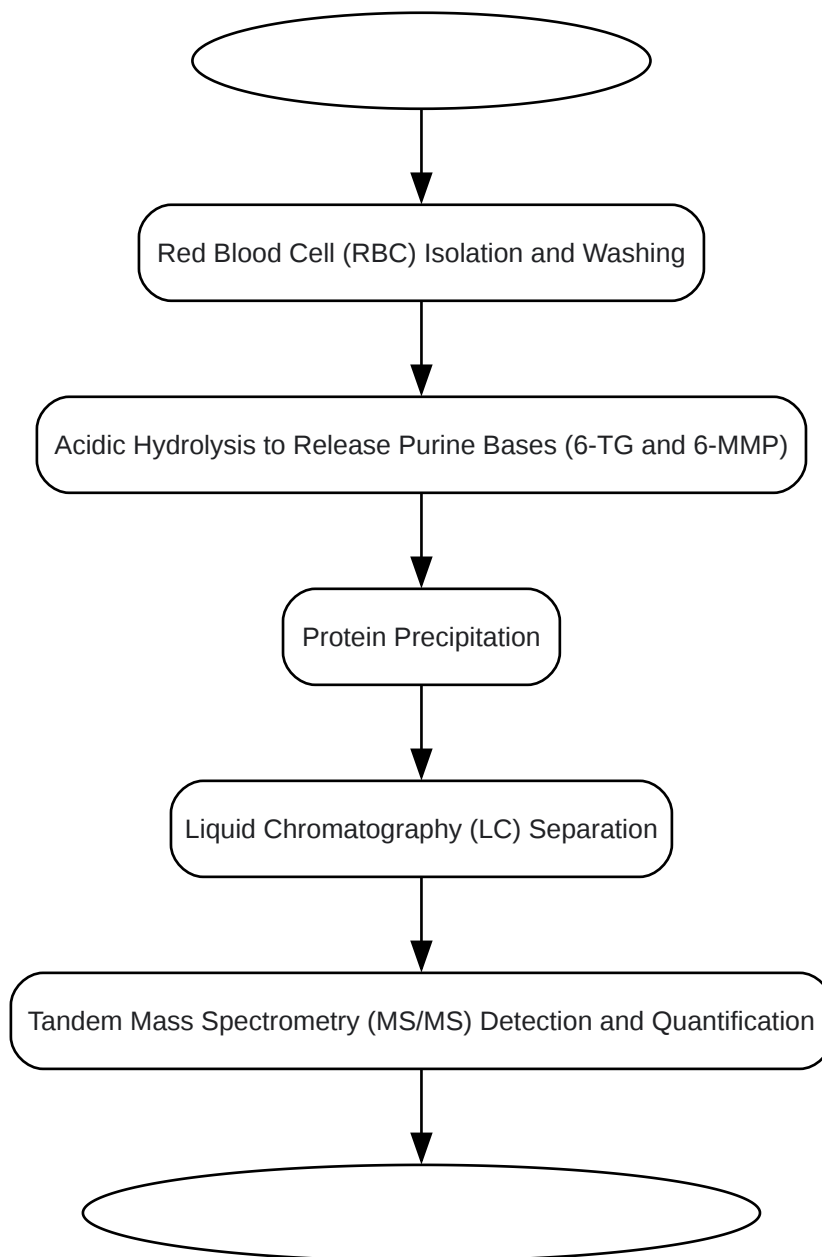 Red Blood Cell (RBC) Isolation and Washing
Acidic Hydrolysis to Release Purine Bases (6-TG and 6-MMP)
Protein Precipitation
Liquid Chromatography (LC) Separation
Tandem Mass Spectrometry (MS/MS) Detection and Quantification